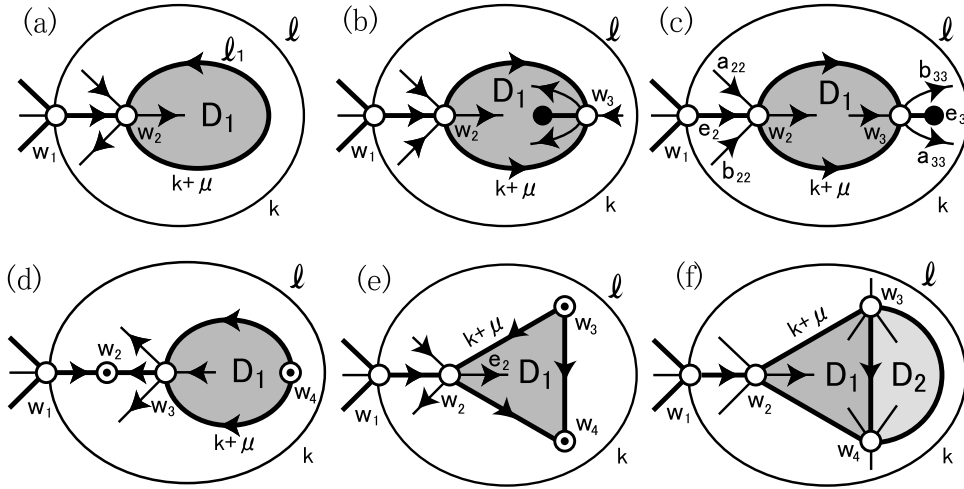 (a) ℓ ℓ₁ D₁ w₁ w₂ k+μ k
(b) ℓ D₁ w₃ w₁ w₂ k+μ k
(c) ℓ a₂₂ b₃₃ D₁ w₁ e₂ w₂ w₃ e₃ b₂₂ a₃₃ k+μ k
(d) ℓ w₂ D₁ w₁ w₃ w₄ k+μ k
(e) ℓ k+μ w₃ e₂ D₁ w₁ w₂ w₄ k
(f) ℓ k+μ w₃ D₁ D₂ w₁ w₂ w₄ k